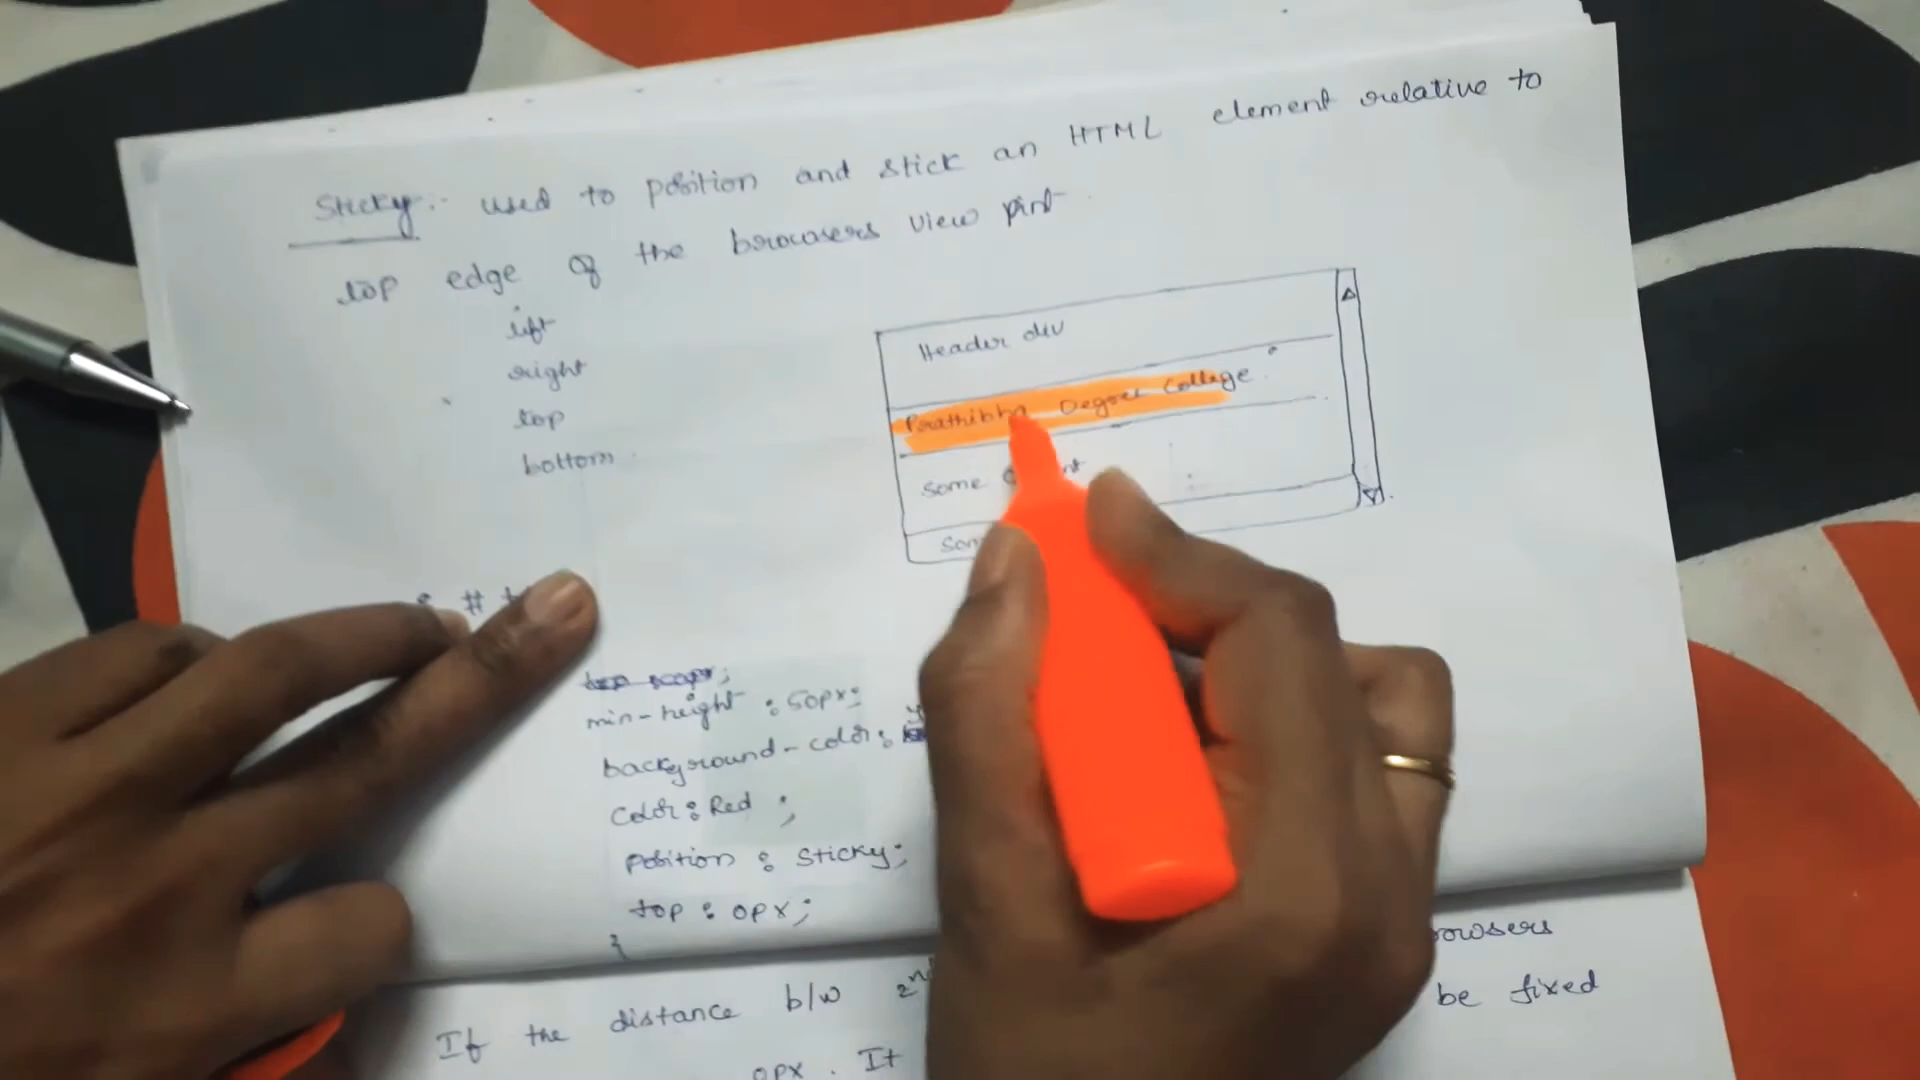 Sticky:- used to position and stick an HTML element relative to
top edge of the browsers view pint
left
right
top
bottom
Header div
Prathibha Degree College
Some
#
min-height : 50px;
background-color :
Color : Red ;
position : Sticky;
top : 0px;
}
If the distance b/w 2nd browsers
0px . It be fixed